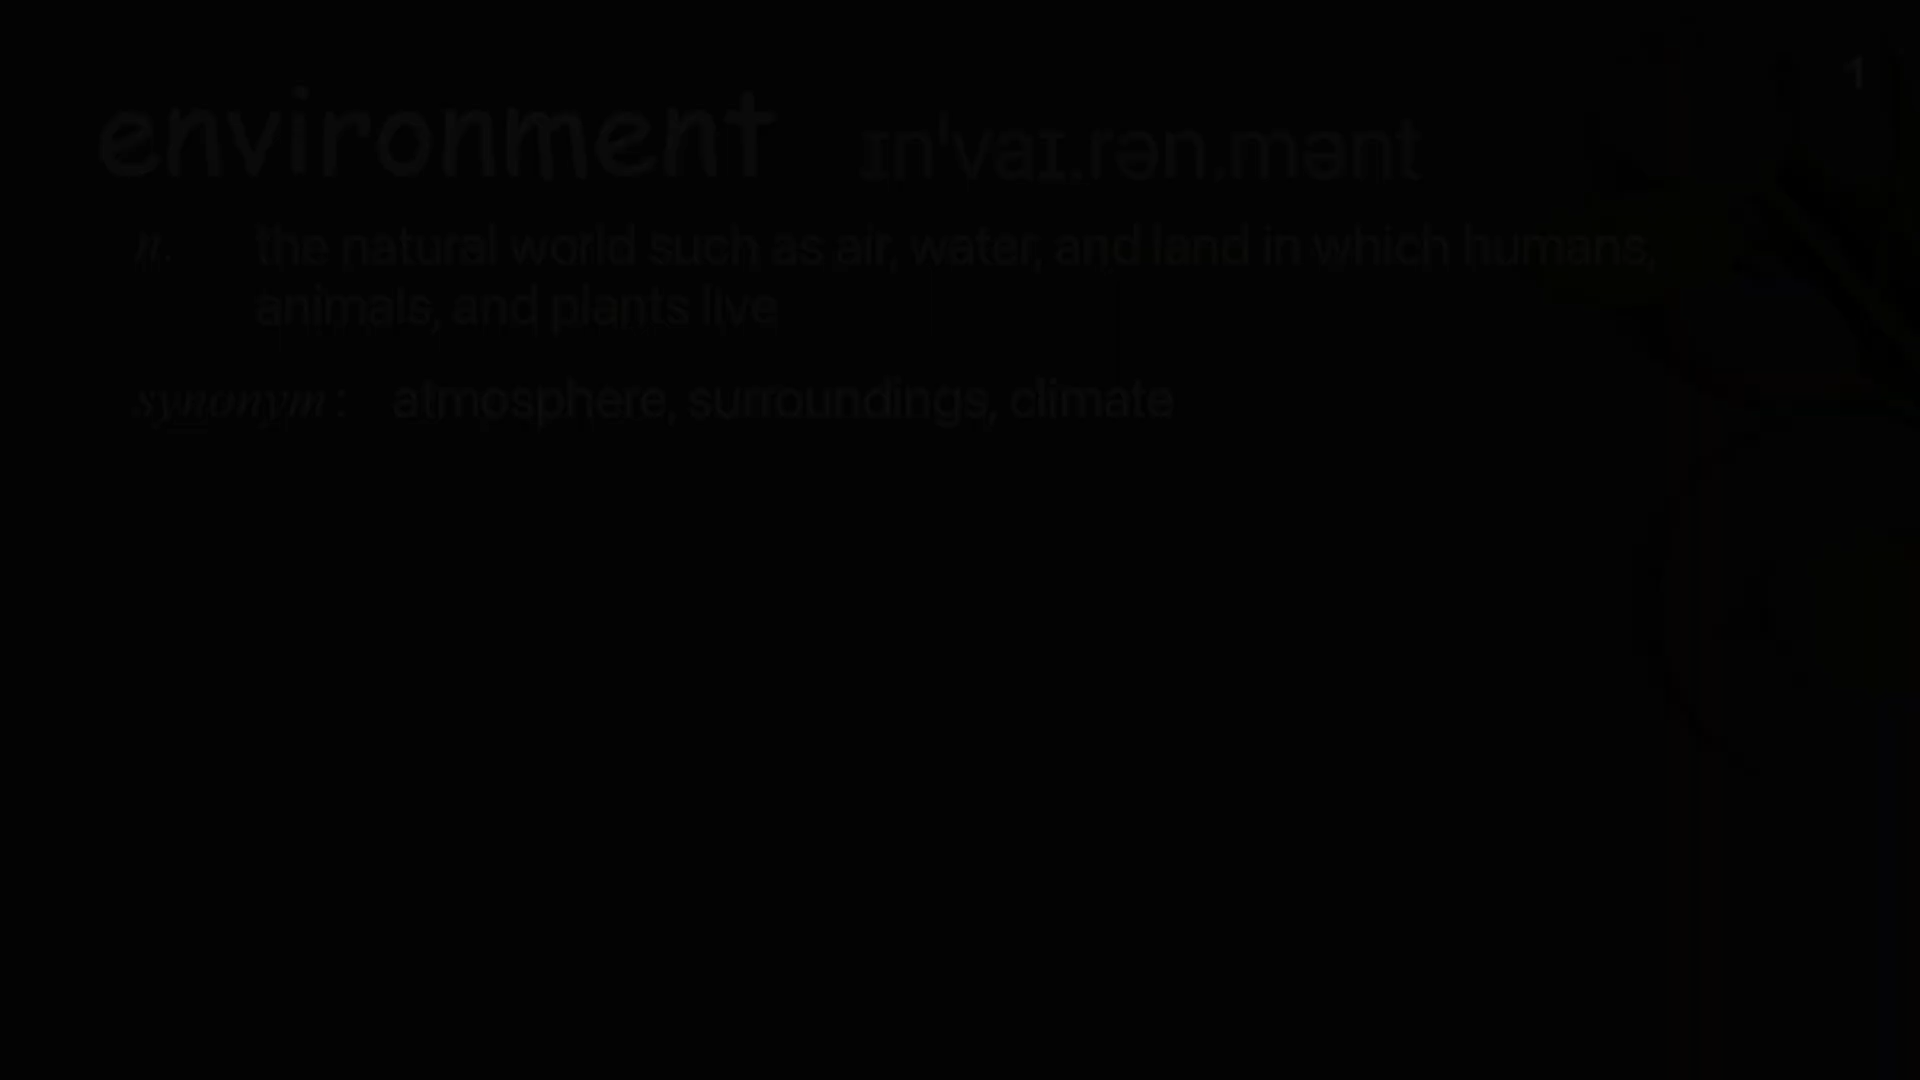 1
environment ɪnˈvaɪ.rən.mənt
n. the natural world such as air, water, and land in which humans,
animals, and plants live
synonym : atmosphere, surroundings, climate